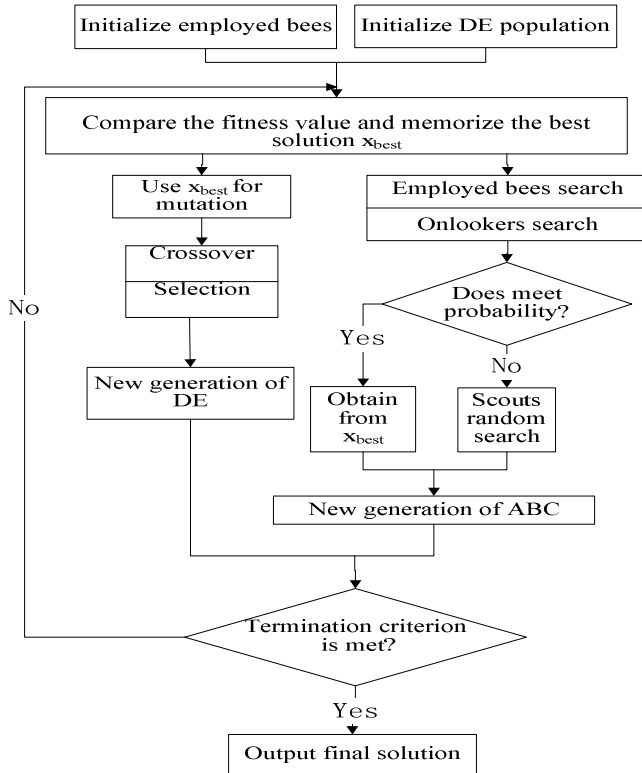 Initialize employed bees
Initialize DE population
Compare the fitness value and memorize the best
solution xbest
Use xbest for
mutation
Employed bees search
Onlookers search
Crossover
Selection
Does meet
probability?
No
Yes
No
New generation of
DE
Obtain
from
xbest
Scouts
random
search
New generation of ABC
Termination criterion
is met?
Yes
Output final solution